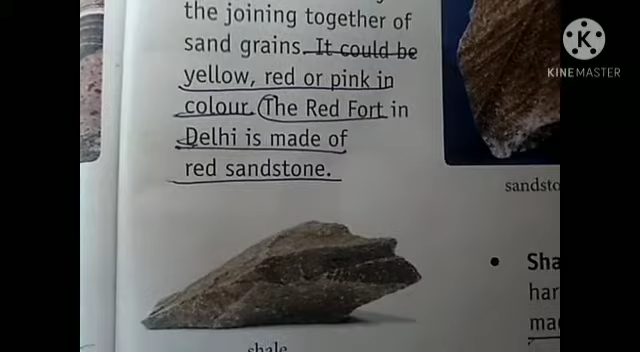 the joining together of
sand grains. It could be
yellow, red or pink in
colour. The Red Fort in
Delhi is made of
red sandstone.
shale
sandsto
• Sha
har
mad
KINEMASTER